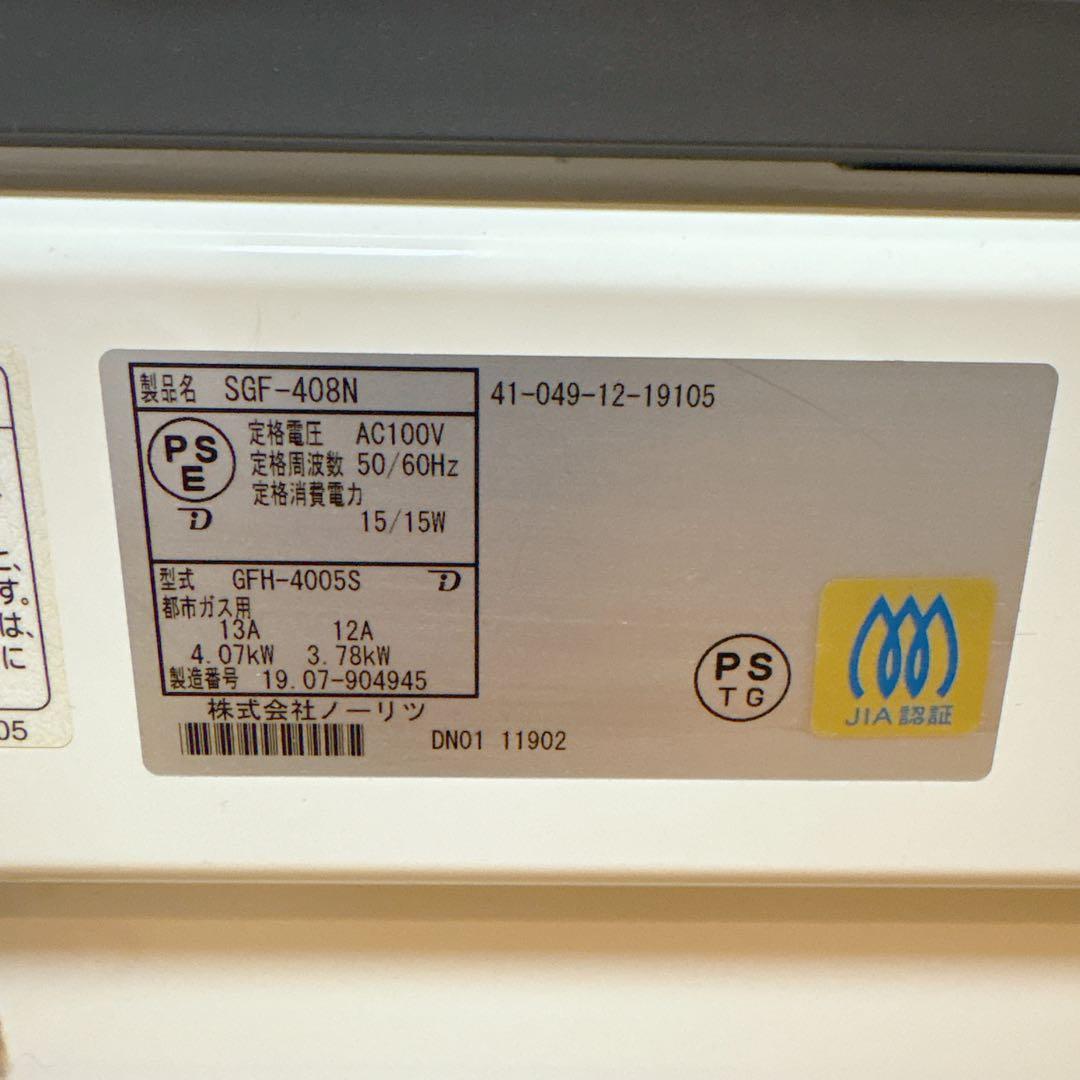 製品名 SGF-408N
41-049-12-19105
PS
E
定格電圧 AC100V
定格周波数 50/60Hz
定格消費電力
15/15W
型式 GFH-4005S
都市ガス用
13A 12A
4.07kW 3.78kW
製造番号 19.07-904945
株式会社ノーリツ
DN01 11902
PS
TG
JIA認証
す。
は、
に
05